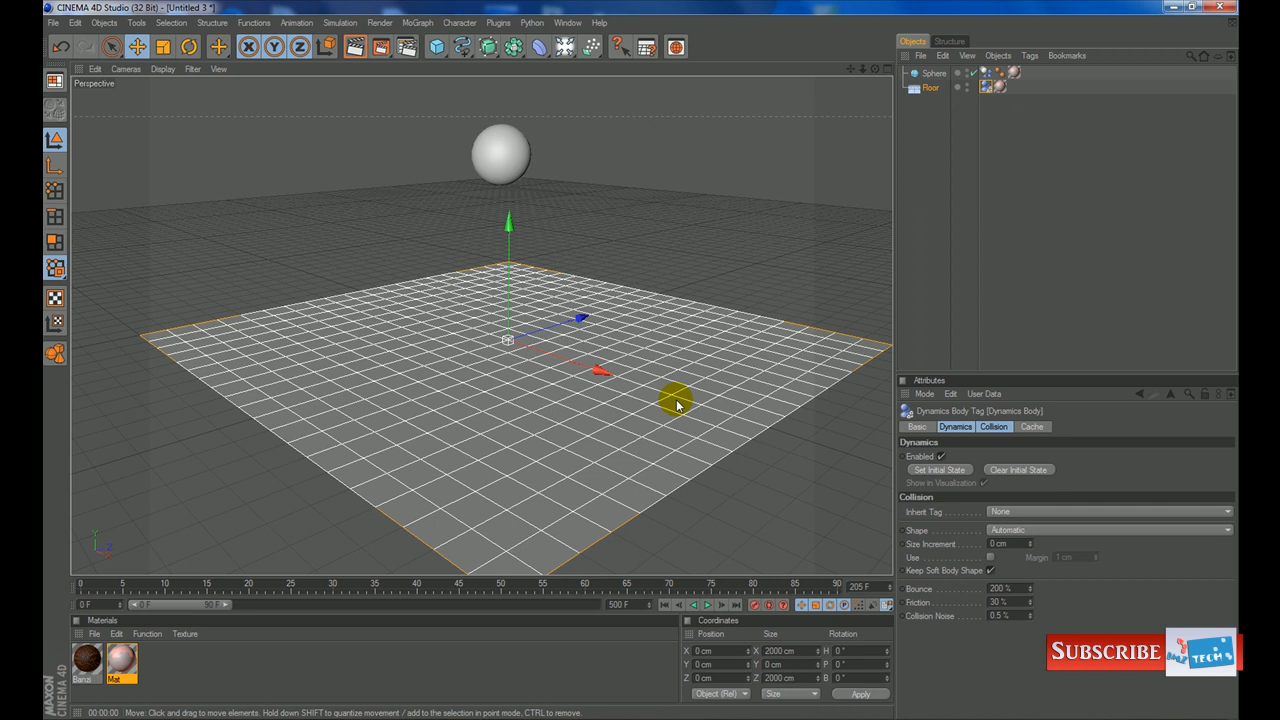 CINEMA 4D Studio (32 Bit) - [Untitled 3 *]
File Edit Objects Tools Selection Structure Functions Animation Simulation Render MoGraph Character Plugins Python Window Help
X Y Z
Edit Cameras Display Filter View
Perspective
Y
Z
0 5 10 15 20 25 30 35 40 45 50 55 60 65 70 75 80 85 90 205 F
0 F 0 F 90 F 500 F
Materials
File Edit Function Texture
Banzi Mat
MAXON CINEMA 4D
Coordinates
Position Size Rotation
X 0 cm X 2000 cm H 0 °
Y 0 cm Y 0 cm P 0 °
Z 0 cm Z 2000 cm B 0 °
Object (Rel) Size Apply
00:00:00 Move: Click and drag to move elements. Hold down SHIFT to quantize movement / add to the selection in point mode, CTRL to remove.
Objects Structure
File Edit View Objects Tags Bookmarks
Sphere
Floor
Attributes
Mode Edit User Data
Dynamics Body Tag [Dynamics Body]
Basic Dynamics Collision Cache
Dynamics
Enabled
Set Initial State Clear Initial State
Show in Visualization
Collision
Inherit Tag None
Shape Automatic
Size Increment 0 cm
Use Margin 1 cm
Keep Soft Body Shape
Bounce 200 %
Friction 30 %
Collision Noise 0.5 %
SUBSCRIBE
TECH'S